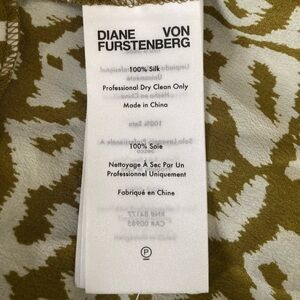 DIANE VON
FURSTENBERG
100% Silk
Professional Dry Clean Only
Made in China
100% Soie
Nettoyage À Sec Par Un
Professionnel Uniquement
Fabriqué en Chine
P